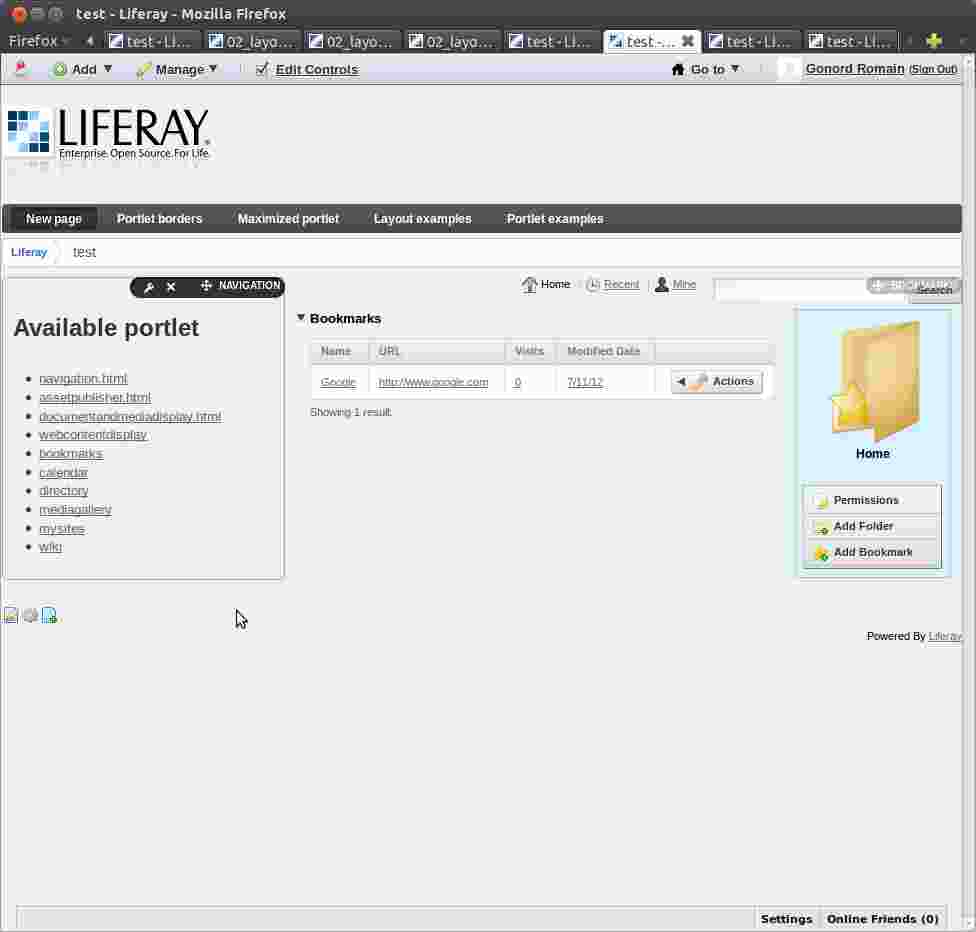 test - Liferay - Mozilla Firefox
Firefox test - Li... 02_layo... 02_layo... 02_layo... test - Li... test -... test - Li... test - Li...
Add Manage Edit Controls Go to Gonord Romain (Sign Out)
LIFERAY.
Enterprise. Open Source. For Life.
New page Portlet borders Maximized portlet Layout examples Portlet examples
Liferay test
NAVIGATION
Home Recent Mine Search BOOKMARKS
Available portlet
navigation.html
assetpublisher.html
documentandmediadisplay.html
webcontentdisplay
bookmarks
calendar
directory
mediagallery
mysites
wiki
Bookmarks
Name URL Visits Modified Date
Google http://www.google.com 0 7/11/12 Actions
Showing 1 result.
Home
Permissions
Add Folder
Add Bookmark
Powered By Liferay
Settings Online Friends (0)